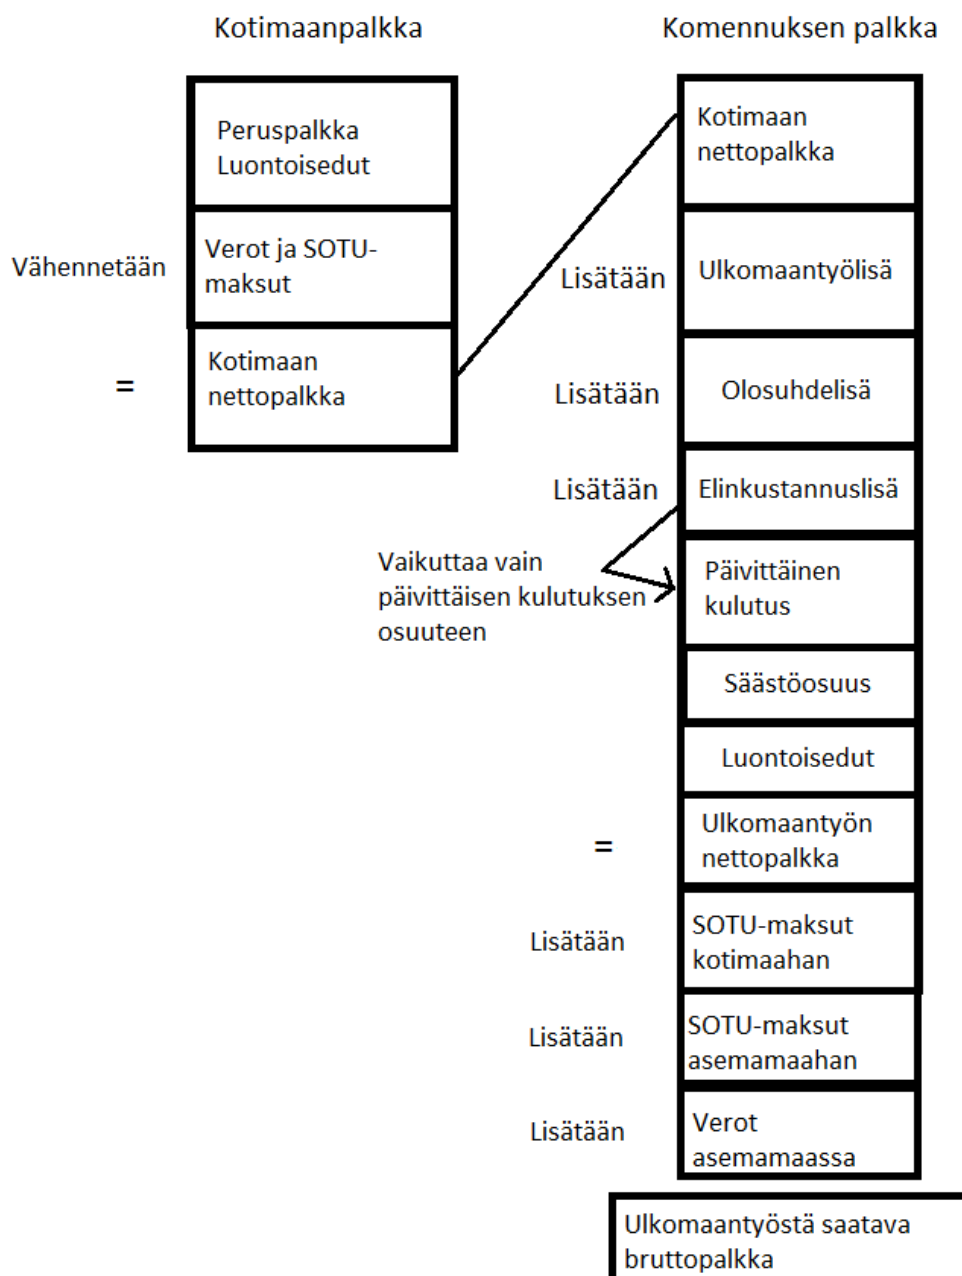 Kotimaanpalkka
Komennuksen palkka
Peruspalkka
Luontoisedut
Vähennetään
Verot ja SOTU-
maksut
=
Kotimaan
nettopalkka
Kotimaan
nettopalkka
Lisätään
Ulkomaantyölisä
Lisätään
Olosuhdelisä
Lisätään
Elinkustannuslisä
Vaikuttaa vain
päivittäisen kulutuksen
osuuteen
Päivittäinen
kulutus
Säästöosuus
Luontoisedut
=
Ulkomaantyön
nettopalkka
Lisätään
SOTU-maksut
kotimaahan
Lisätään
SOTU-maksut
asemamaahan
Lisätään
Verot
asemamaassa
Ulkomaantyöstä saatava
bruttopalkka